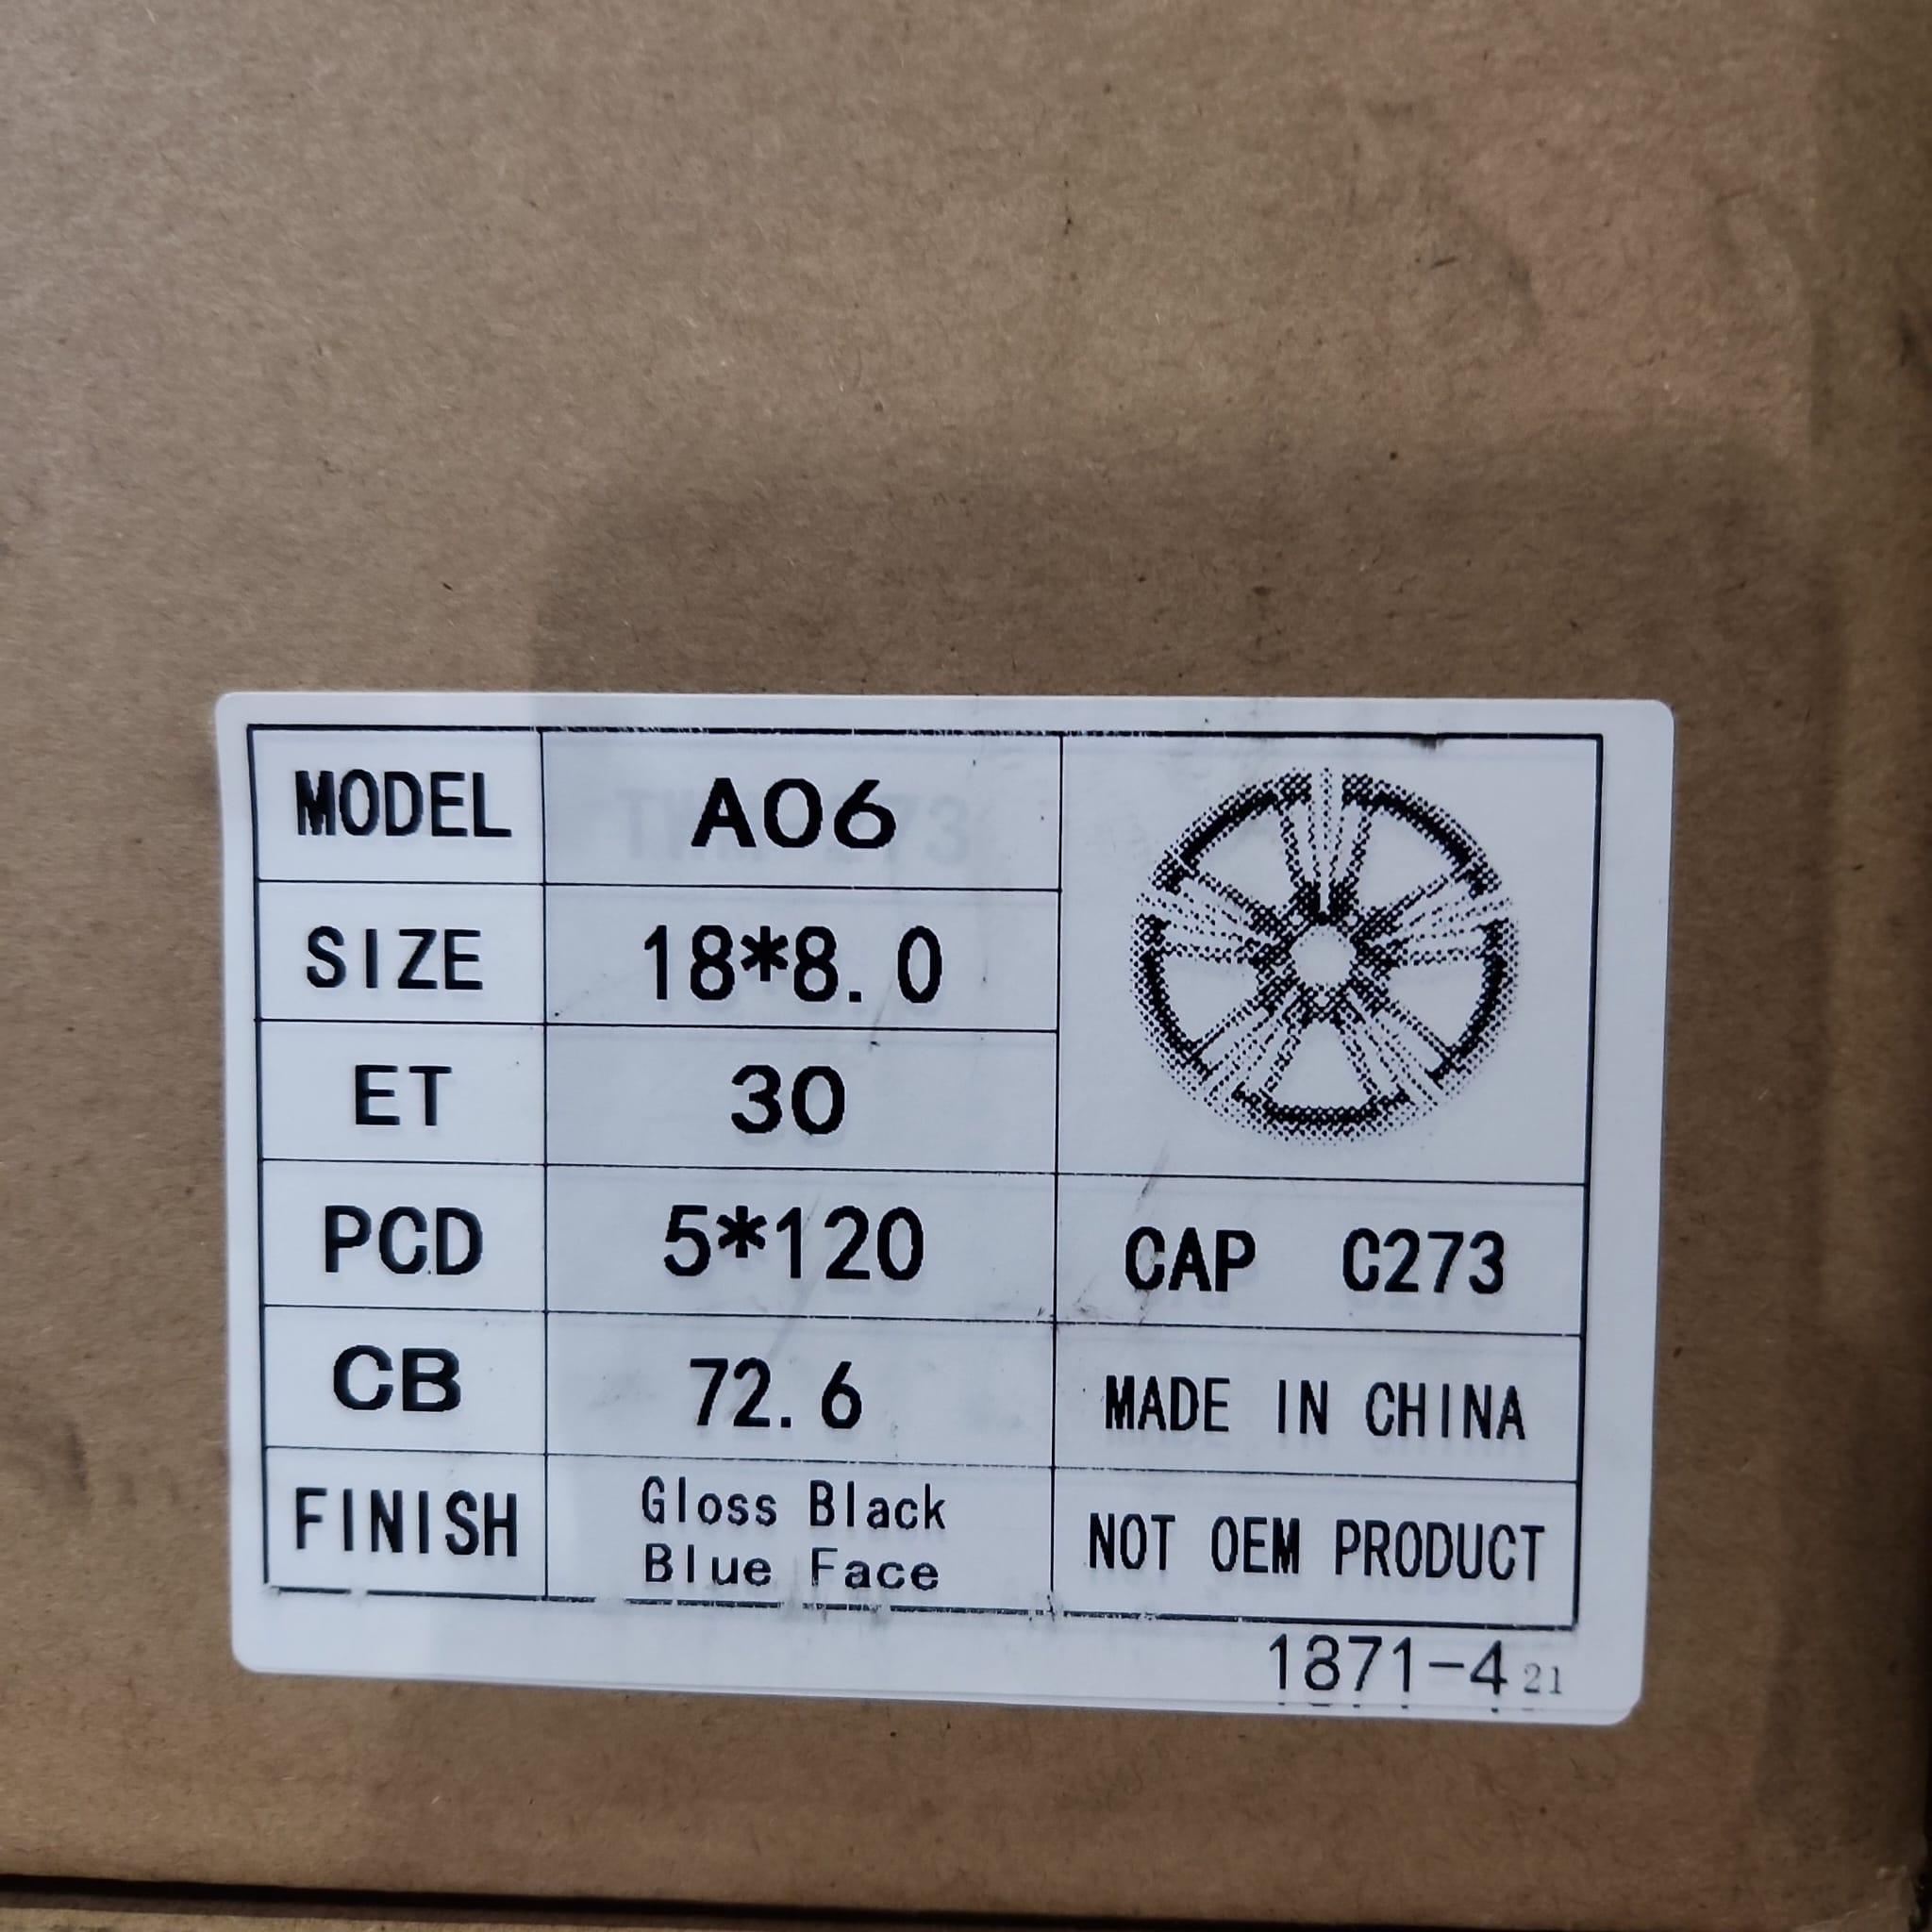 MODEL A06
SIZE 18*8.0
ET 30
PCD 5*120 CAP C273
CB 72.6 MADE IN CHINA
FINISH Gloss Black
Blue Face NOT OEM PRODUCT
1871-4 21